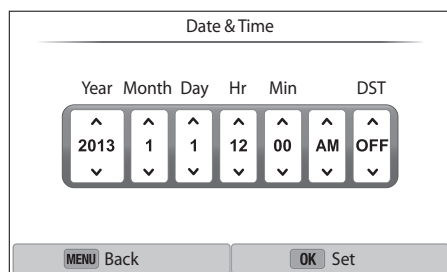 Date & Time
Year Month Day Hr Min DST
2013 1 1 12 00 AM OFF
MENU Back OK Set